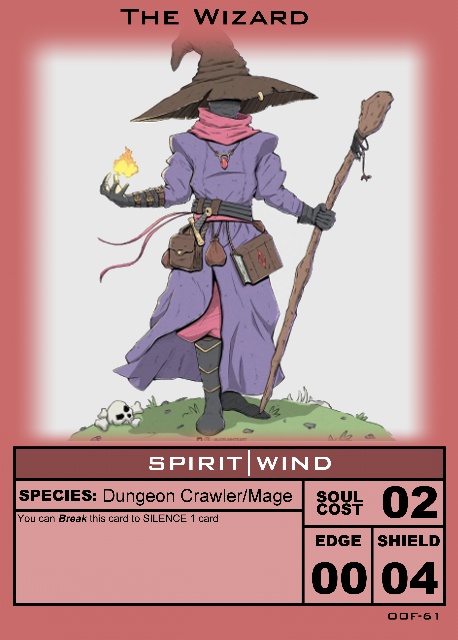 The Wizard
SPIRIT|WIND
SPECIES: Dungeon Crawler/Mage
You can Break this card to SILENCE 1 card
SOUL COST 02
EDGE SHIELD
00 04
OOF-61